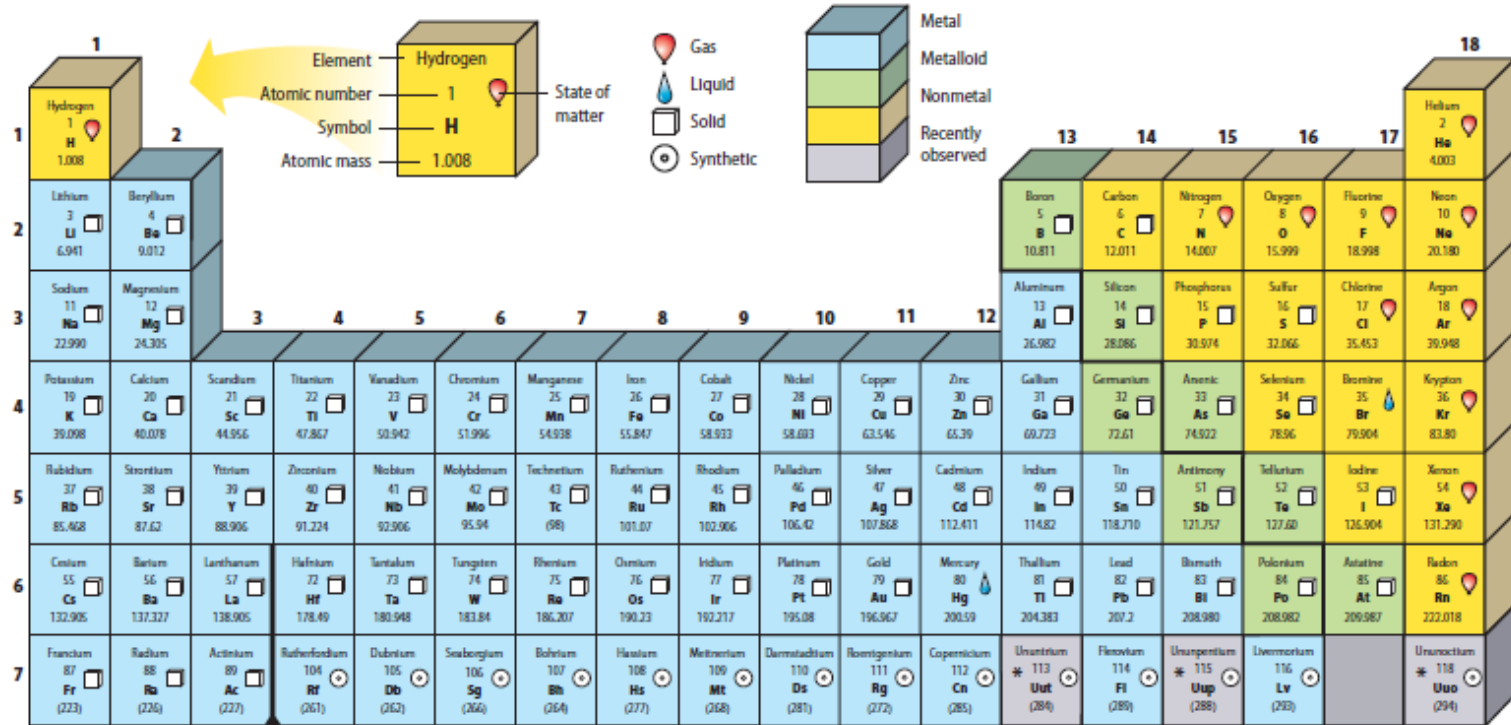 1
18
Element Hydrogen
Atomic number 1
State of matter
Symbol H
Atomic mass 1.008
Gas
Liquid
Solid
Synthetic
Metal
Metalloid
Nonmetal
Recently observed
2 13 14 15 16 17
1
Hydrogen Helium
1 2
H He
1.008 4.003
2
Lithium Beryllium Boron Carbon Nitrogen Oxygen Fluorine Neon
3 4 5 6 7 8 9 10
Li Be B C N O F Ne
6.941 9.012 10.811 12.011 14.007 15.999 18.998 20.180
3
Sodium Magnesium Aluminum Silicon Phosphorus Sulfur Chlorine Argon
11 12 13 14 15 16 17 18
Na Mg Al Si P S Cl Ar
22.990 24.305 26.982 28.086 30.974 32.066 35.453 39.948
3 4 5 6 7 8 9 10 11 12
4
Potassium Calcium Scandium Titanium Vanadium Chromium Manganese Iron Cobalt Nickel Copper Zinc Gallium Germanium Arsenic Selenium Bromine Krypton
19 20 21 22 23 24 25 26 27 28 29 30 31 32 33 34 35 36
K Ca Sc Ti V Cr Mn Fe Co Ni Cu Zn Ga Ge As Se Br Kr
39.098 40.078 44.956 47.867 50.942 51.996 54.938 55.847 58.933 58.693 63.546 65.39 69.723 72.61 74.922 78.96 79.904 83.80
5
Rubidium Strontium Yttrium Zirconium Niobium Molybdenum Technetium Ruthenium Rhodium Palladium Silver Cadmium Indium Tin Antimony Tellurium Iodine Xenon
37 38 39 40 41 42 43 44 45 46 47 48 49 50 51 52 53 54
Rb Sr Y Zr Nb Mo Tc Ru Rh Pd Ag Cd In Sn Sb Te I Xe
85.468 87.62 88.906 91.224 92.906 95.94 (98) 101.07 102.906 106.42 107.868 112.411 114.82 118.710 121.757 127.60 126.904 131.290
6
Cesium Barium Lanthanum Hafnium Tantalum Tungsten Rhenium Osmium Iridium Platinum Gold Mercury Thallium Lead Bismuth Polonium Astatine Radon
55 56 57 72 73 74 75 76 77 78 79 80 81 82 83 84 85 86
Cs Ba La Hf Ta W Re Os Ir Pt Au Hg Tl Pb Bi Po At Rn
132.905 137.327 138.905 178.49 180.948 183.84 186.207 190.23 192.217 195.08 196.967 200.59 204.383 207.2 208.980 208.982 209.987 222.018
7
Francium Radium Actinium Rutherfordium Dubnium Seaborgium Bohrium Hassium Meitnerium Darmstadtium Roentgenium Copernicium Ununtrium Flerovium Ununpentium Livermorium Ununoctium
87 88 89 104 105 106 107 108 109 110 111 112 * 113 114 * 115 116 * 118
Fr Ra Ac Rf Db Sg Bh Hs Mt Ds Rg Cn Uut Fl Uup Lv Uuo
(223) (226) (227) (261) (262) (266) (264) (277) (268) (281) (272) (285) (284) (289) (288) (293) (294)